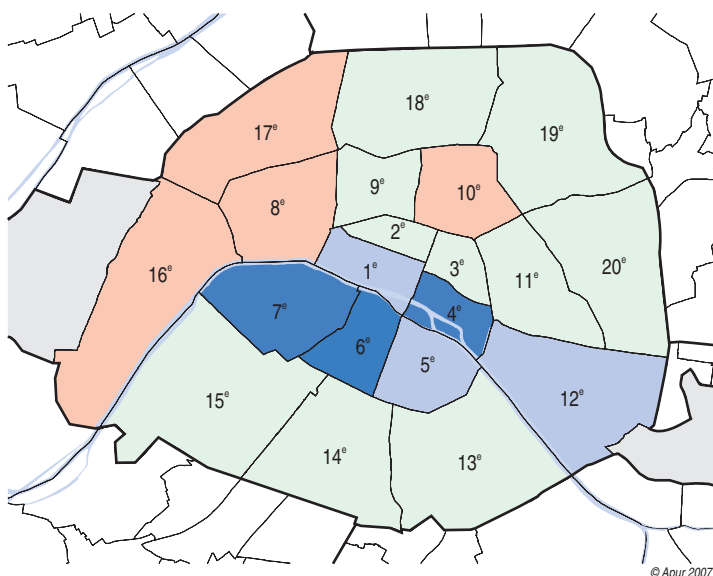 18ᵉ
17ᵉ
19ᵉ
9ᵉ
10ᵉ
8ᵉ
2ᵉ
1ᵉ
3ᵉ
16ᵉ
11ᵉ
20ᵉ
7ᵉ
4ᵉ
6ᵉ
5ᵉ
15ᵉ
12ᵉ
14ᵉ
13ᵉ
© Apur 2007